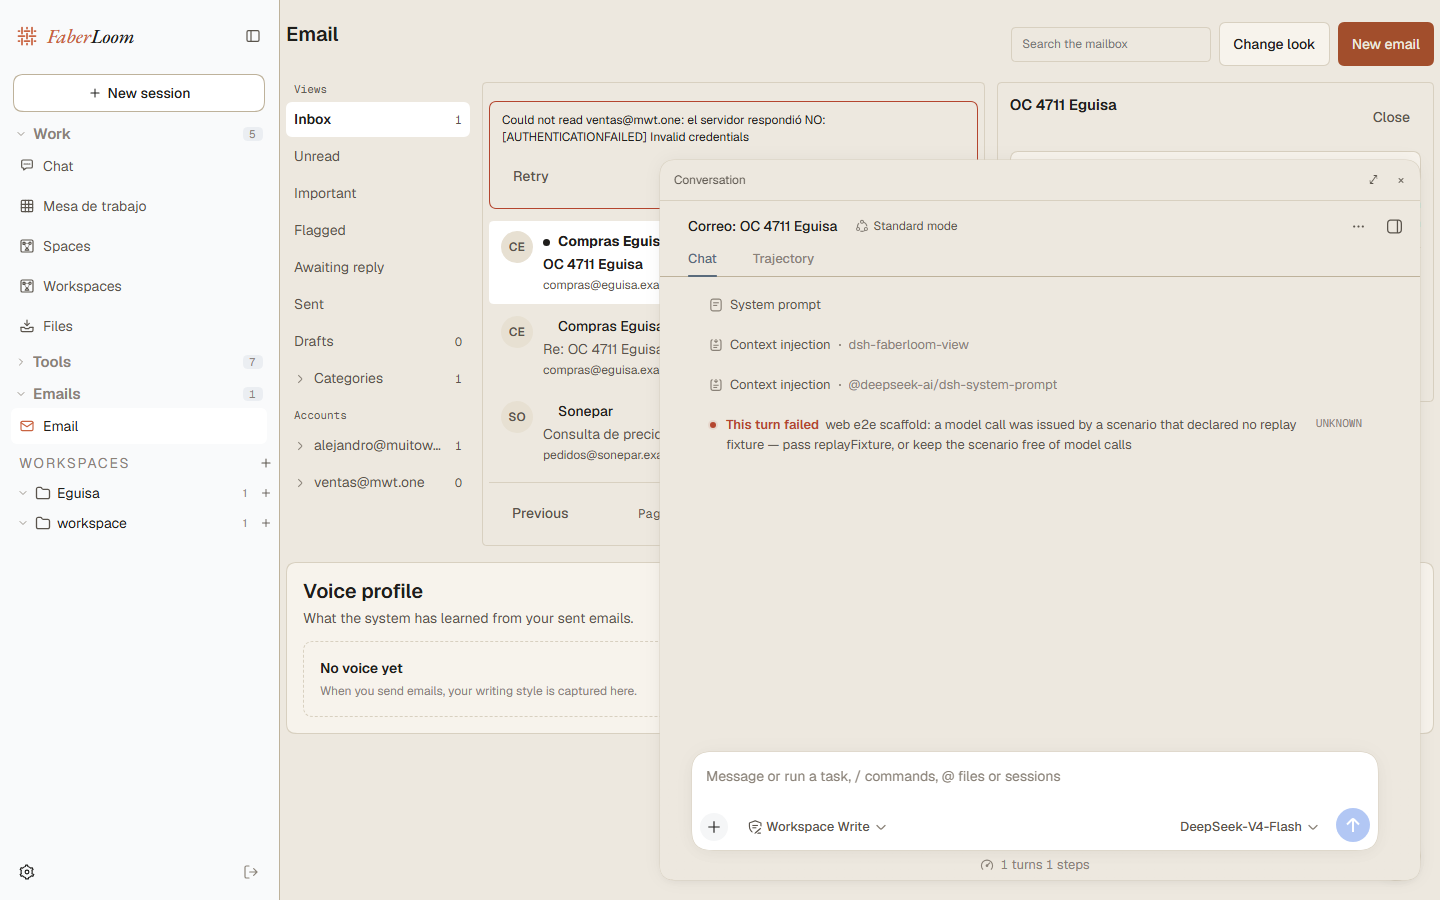 FaberLoom
+ New session
Work 5
Chat
Mesa de trabajo
Spaces
Workspaces
Files
Tools 7
Emails 1
Email
WORKSPACES +
Eguisa 1 +
workspace 1 +
Email
Search the mailbox
Change look
New email
Views
Inbox 1
Unread
Important
Flagged
Awaiting reply
Sent
Drafts 0
Categories 1
Accounts
alejandro@muitow... 1
ventas@mwt.one 0
Could not read ventas@mwt.one: el servidor respondió NO:
[AUTHENTICATIONFAILED] Invalid credentials
Retry
CE
Compras Eguis
OC 4711 Eguisa
compras@eguisa.exa
CE
Compras Eguisa
Re: OC 4711 Eguisa
compras@eguisa.exa
SO
Sonepar
Consulta de precio
pedidos@sonepar.exa
Previous
Pag
OC 4711 Eguisa
Close
Voice profile
What the system has learned from your sent emails.
No voice yet
When you send emails, your writing style is captured here.
Conversation
Correo: OC 4711 Eguisa
Standard mode
Chat
Trajectory
System prompt
Context injection · dsh-faberloom-view
Context injection · @deepseek-ai/dsh-system-prompt
This turn failed web e2e scaffold: a model call was issued by a scenario that declared no replay UNKNOWN
fixture — pass replayFixture, or keep the scenario free of model calls
Message or run a task, / commands, @ files or sessions
Workspace Write
DeepSeek-V4-Flash
1 turns 1 steps